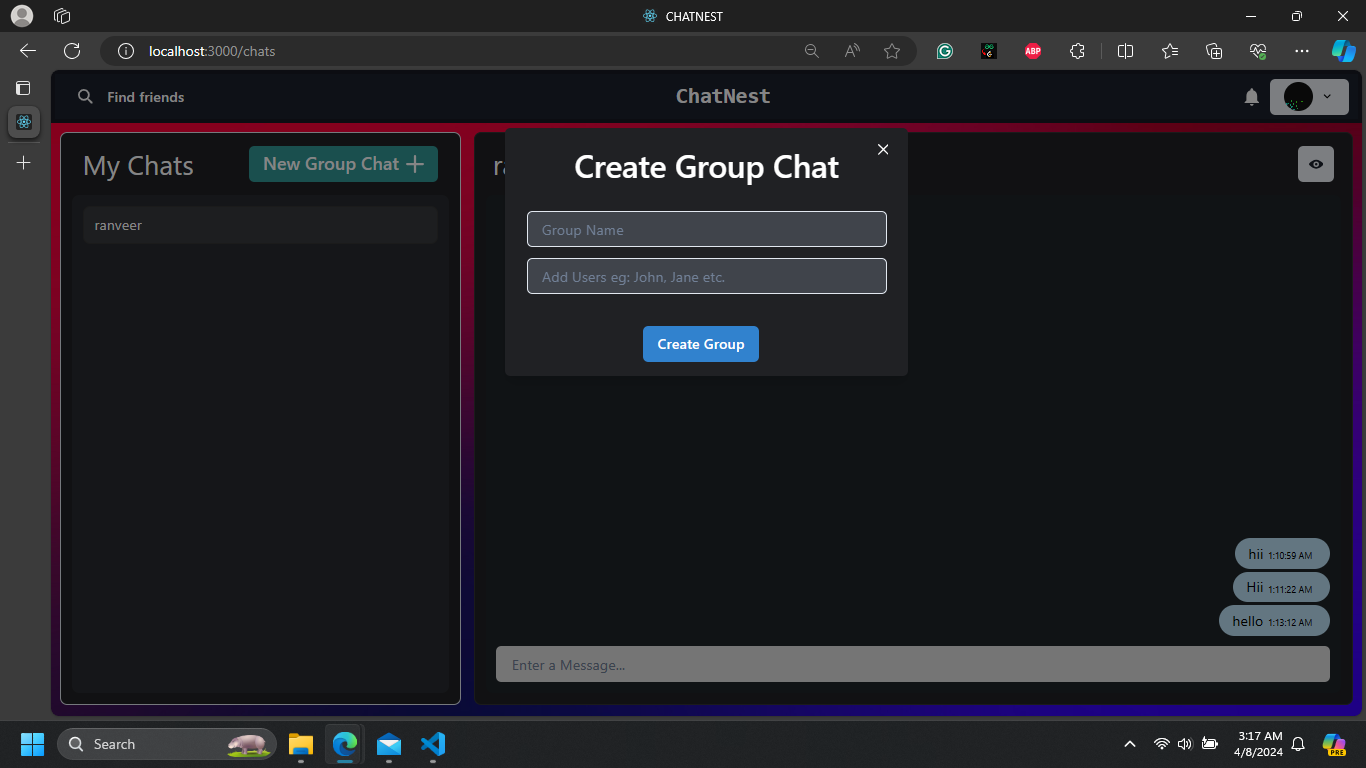 CHATNEST
localhost:3000/chats
ABP
Find friends
ChatNest
My Chats
New Group Chat
ranveer
Create Group Chat
Group Name
Add Users eg: John, Jane etc.
Create Group
hii 1:10:59 AM
Hii 1:11:22 AM
hello 1:13:12 AM
Enter a Message...
Search
3:17 AM
4/8/2024
PRE